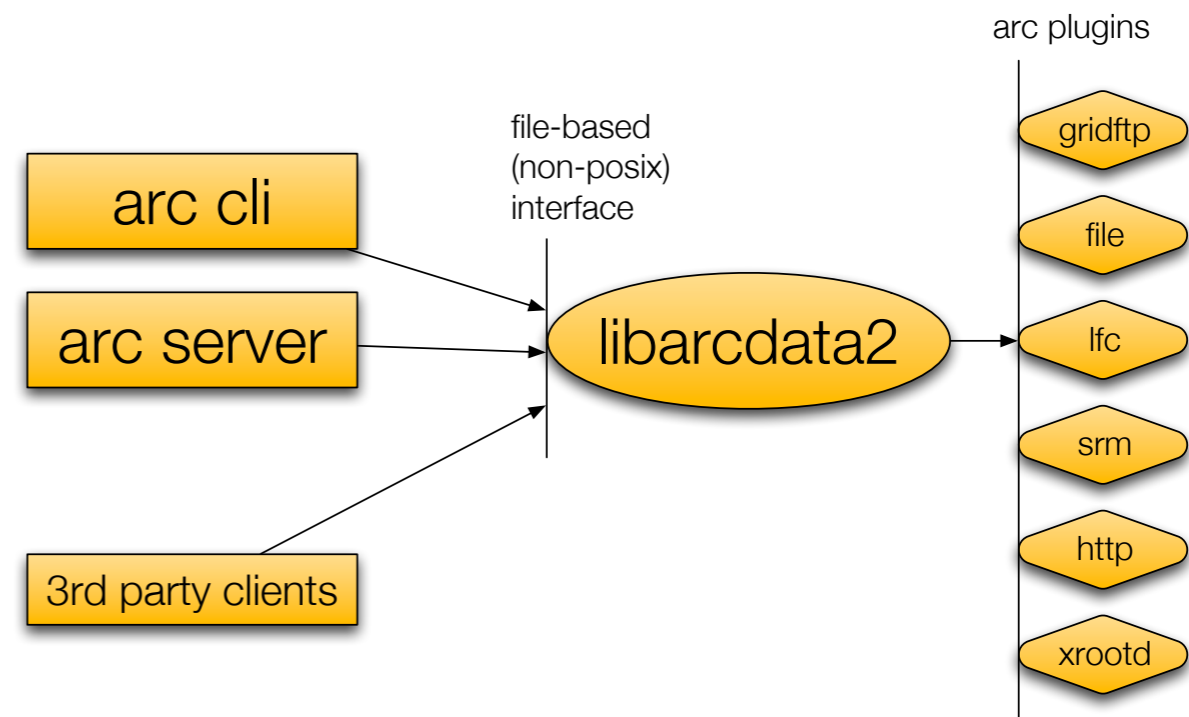 arc plugins
file-based
(non-posix)
interface
arc cli
arc server
3rd party clients
libarcdata2
gridftp
file
lfc
srm
http
xrootd